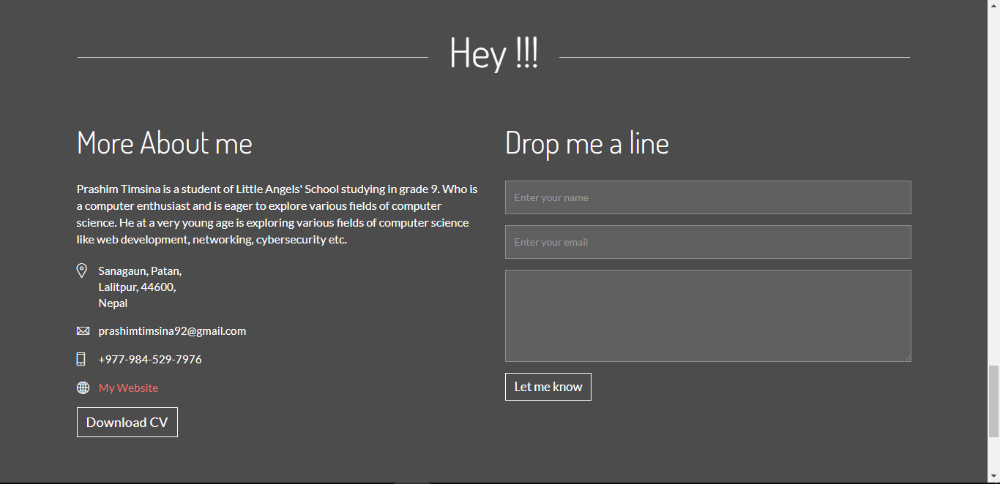 Hey !!!
More About me
Prashim Timsina is a student of Little Angels' School studying in grade 9. Who is
a computer enthusiast and is eager to explore various fields of computer
science. He at a very young age is exploring various fields of computer science
like web development, networking, cybersecurity etc.
Sanagaun, Patan,
Lalitpur, 44600,
Nepal
prashimtimsina92@gmail.com
+977-984-529-7976
My Website
Download CV
Drop me a line
Enter your name
Enter your email
Let me know